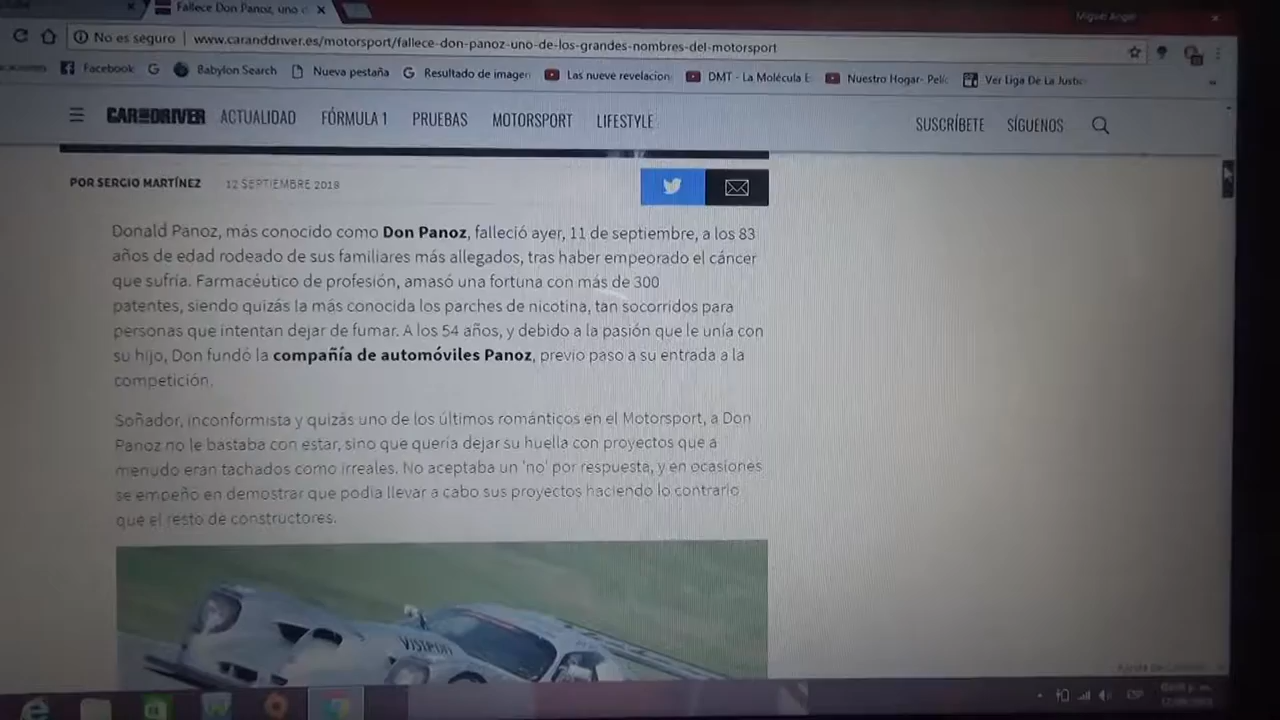 Fallece Don Panoz, uno d
Miguel Angel
No es seguro | www.caranddriver.es/motorsport/fallece-don-panoz-uno-de-los-grandes-nombres-del-motorsport
Facebook Babylon Search Nueva pestaña Resultado de imagen Las nueve revelacion DMT - La Molécula E Nuestro Hogar- Pelíc Ver Liga De La Justic
CAR AND DRIVER ACTUALIDAD FÓRMULA 1 PRUEBAS MOTORSPORT LIFESTYLE SUSCRÍBETE SÍGUENOS
POR SERGIO MARTÍNEZ 12 SEPTIEMBRE 2018
Donald Panoz, más conocido como Don Panoz, falleció ayer, 11 de septiembre, a los 83
años de edad rodeado de sus familiares más allegados, tras haber empeorado el cáncer
que sufría. Farmacéutico de profesión, amasó una fortuna con más de 300
patentes, siendo quizás la más conocida los parches de nicotina, tan socorridos para
personas que intentan dejar de fumar. A los 54 años, y debido a la pasión que le unía con
su hijo, Don fundó la compañía de automóviles Panoz, previo paso a su entrada a la
competición.
Soñador, inconformista y quizás uno de los últimos románticos en el Motorsport, a Don
Panoz no le bastaba con estar, sino que quería dejar su huella con proyectos que a
menudo eran tachados como irreales. No aceptaba un 'no' por respuesta, y en ocasiones
se empeñó en demostrar que podía llevar a cabo sus proyectos haciendo lo contrario
que el resto de constructores.
VISTEON
ESP